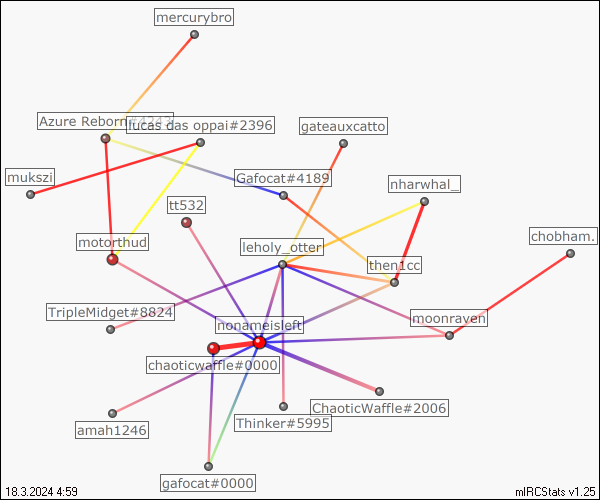 mercurybro
Azure Reborn#4243
lucas das oppai#2396
gateauxcatto
mukszi
Gafocat#4189
nharwhal_
tt532
motorthud
leholy_otter
chobham.
then1cc
TripleMidget#8824
nonameisleft
moonraven
chaoticwaffle#0000
ChaoticWaffle#2006
amah1246
Thinker#5995
gafocat#0000
18.3.2024 4:59
mIRCStats v1.25